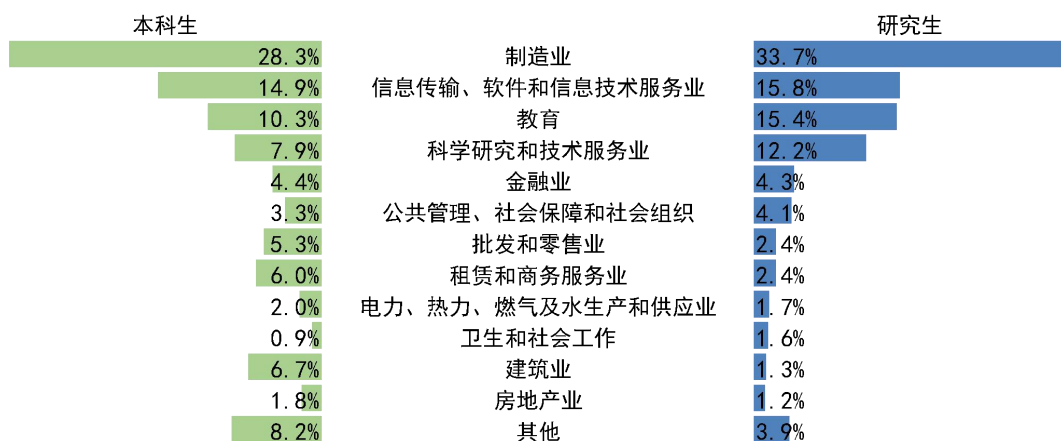 本科生 研究生
28.3% 制造业 33.7%
14.9% 信息传输、软件和信息技术服务业 15.8%
10.3% 教育 15.4%
7.9% 科学研究和技术服务业 12.2%
4.4% 金融业 4.3%
3.3% 公共管理、社会保障和社会组织 4.1%
5.3% 批发和零售业 2.4%
6.0% 租赁和商务服务业 2.4%
2.0% 电力、热力、燃气及水生产和供应业 1.7%
0.9% 卫生和社会工作 1.6%
6.7% 建筑业 1.3%
1.8% 房地产业 1.2%
8.2% 其他 3.9%